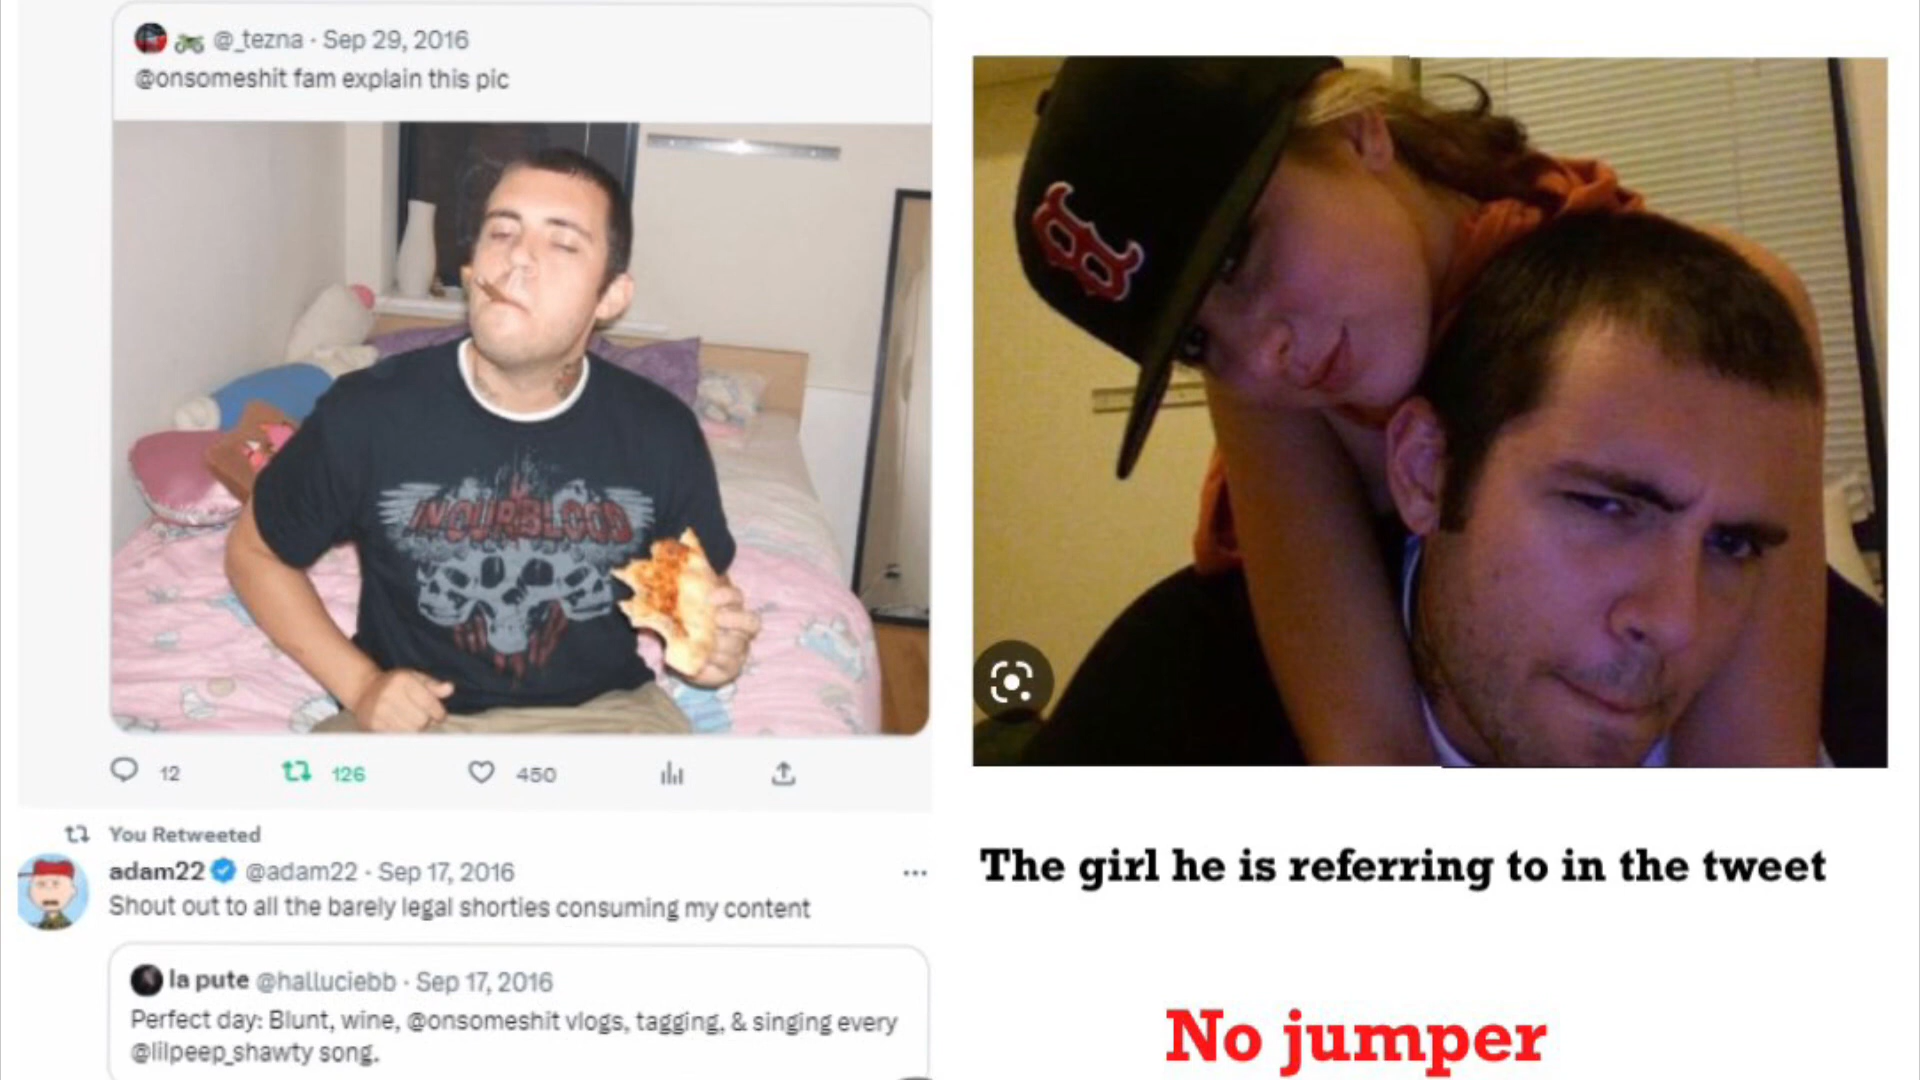 @_tezna · Sep 29, 2016
@onsomeshit fam explain this pic
IN OUR BLOOD
B
12 126 450
You Retweeted
adam22 @adam22 · Sep 17, 2016
Shout out to all the barely legal shorties consuming my content
la pute @halluciebb · Sep 17, 2016
Perfect day: Blunt, wine, @onsomeshit vlogs, tagging, & singing every
@lilpeep_shawty song.
The girl he is referring to in the tweet
No jumper